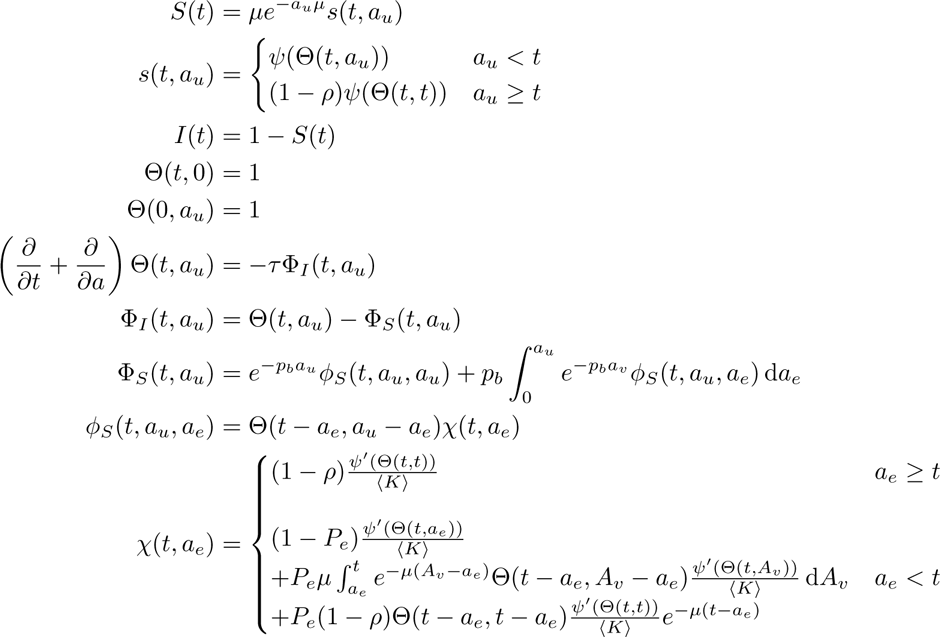 S(t) = μe^{-a_u μ} s(t, a_u)
s(t, a_u) = { ψ(Θ(t, a_u))   a_u < t
(1 − ρ)ψ(Θ(t, t))   a_u ≥ t
I(t) = 1 − S(t)
Θ(t, 0) = 1
Θ(0, a_u) = 1
(∂/∂t + ∂/∂a) Θ(t, a_u) = −τΦ_I(t, a_u)
Φ_I(t, a_u) = Θ(t, a_u) − Φ_S(t, a_u)
Φ_S(t, a_u) = e^{−p_b a_u} φ_S(t, a_u, a_u) + p_b ∫_0^{a_u} e^{−p_b a_v} φ_S(t, a_u, a_e) da_e
φ_S(t, a_u, a_e) = Θ(t − a_e, a_u − a_e)χ(t, a_e)
χ(t, a_e) = { (1 − ρ) ψ′(Θ(t,t))/⟨K⟩   a_e ≥ t
(1 − P_e) ψ′(Θ(t,a_e))/⟨K⟩
+P_e μ ∫_{a_e}^{t} e^{−μ(A_v−a_e)} Θ(t − a_e, A_v − a_e) ψ′(Θ(t,A_v))/⟨K⟩ dA_v   a_e < t
+P_e(1 − ρ)Θ(t − a_e, t − a_e) ψ′(Θ(t,t))/⟨K⟩ e^{−μ(t−a_e)}